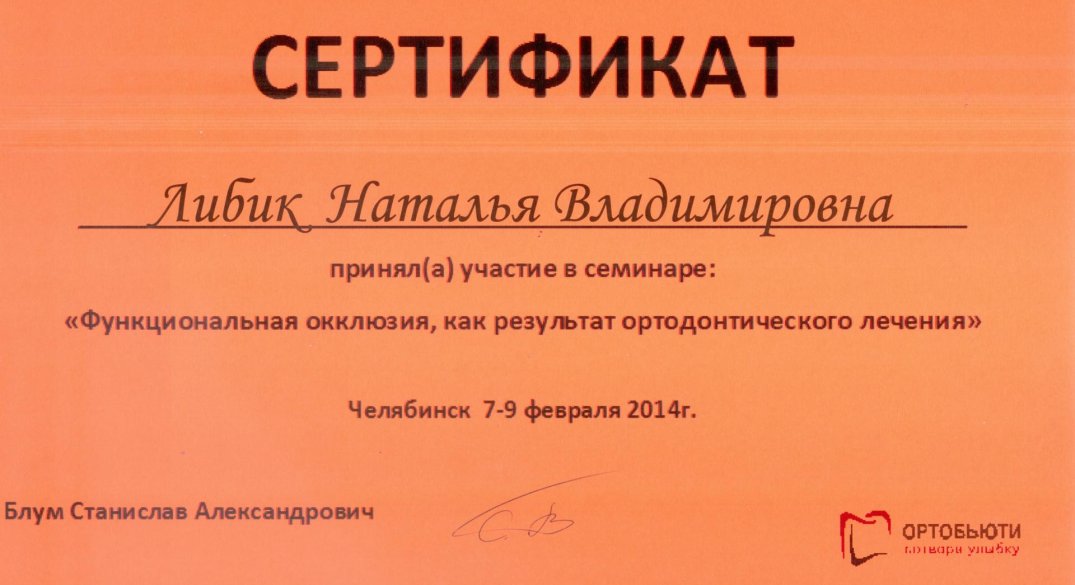 СЕРТИФИКАТ
Либик Наталья Владимировна
принял(а) участие в семинаре:
«Функциональная окклюзия, как результат ортодонтического лечения»
Челябинск 7-9 февраля 2014г.
Блум Станислав Александрович
ОРТОБЬЮТИ
сотвори улыбку